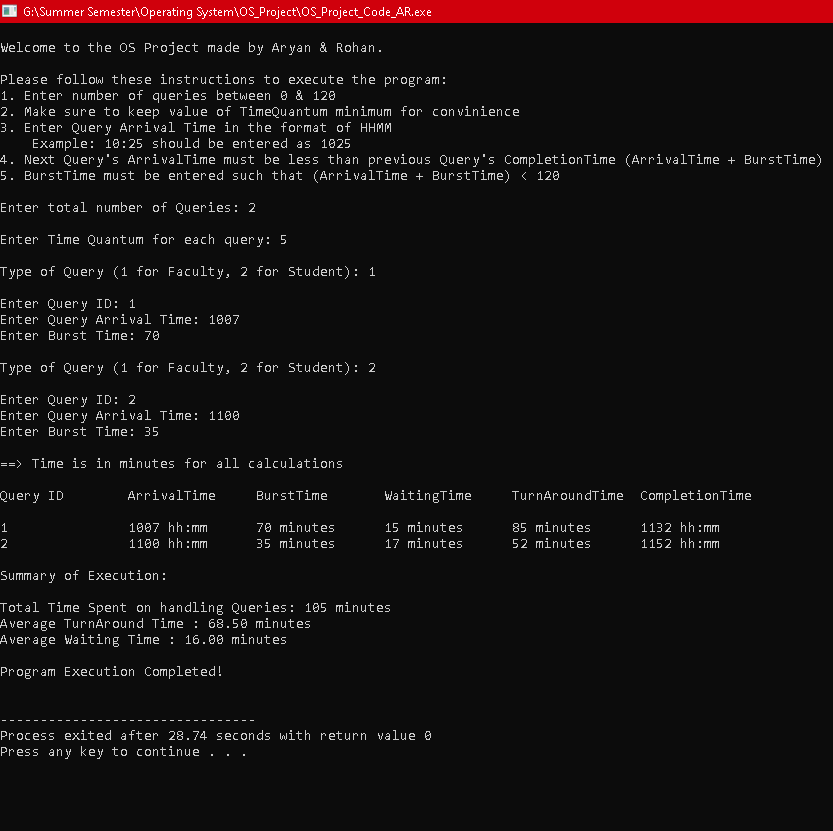 G:\Summer Semester\Operating System\OS_Project\OS_Project_Code_AR.exe
Welcome to the OS Project made by Aryan & Rohan.
Please follow these instructions to execute the program:
1. Enter number of queries between 0 & 120
2. Make sure to keep value of TimeQuantum minimum for convinience
3. Enter Query Arrival Time in the format of HHMM
Example: 10:25 should be entered as 1025
4. Next Query's ArrivalTime must be less than previous Query's CompletionTime (ArrivalTime + BurstTime)
5. BurstTime must be entered such that (ArrivalTime + BurstTime) < 120
Enter total number of Queries: 2
Enter Time Quantum for each query: 5
Type of Query (1 for Faculty, 2 for Student): 1
Enter Query ID: 1
Enter Query Arrival Time: 1007
Enter Burst Time: 70
Type of Query (1 for Faculty, 2 for Student): 2
Enter Query ID: 2
Enter Query Arrival Time: 1100
Enter Burst Time: 35
==> Time is in minutes for all calculations
Query ID ArrivalTime BurstTime WaitingTime TurnAroundTime CompletionTime
1 1007 hh:mm 70 minutes 15 minutes 85 minutes 1132 hh:mm
2 1100 hh:mm 35 minutes 17 minutes 52 minutes 1152 hh:mm
Summary of Execution:
Total Time Spent on handling Queries: 105 minutes
Average TurnAround Time : 68.50 minutes
Average Waiting Time : 16.00 minutes
Program Execution Completed!
--------------------------------
Process exited after 28.74 seconds with return value 0
Press any key to continue . . .